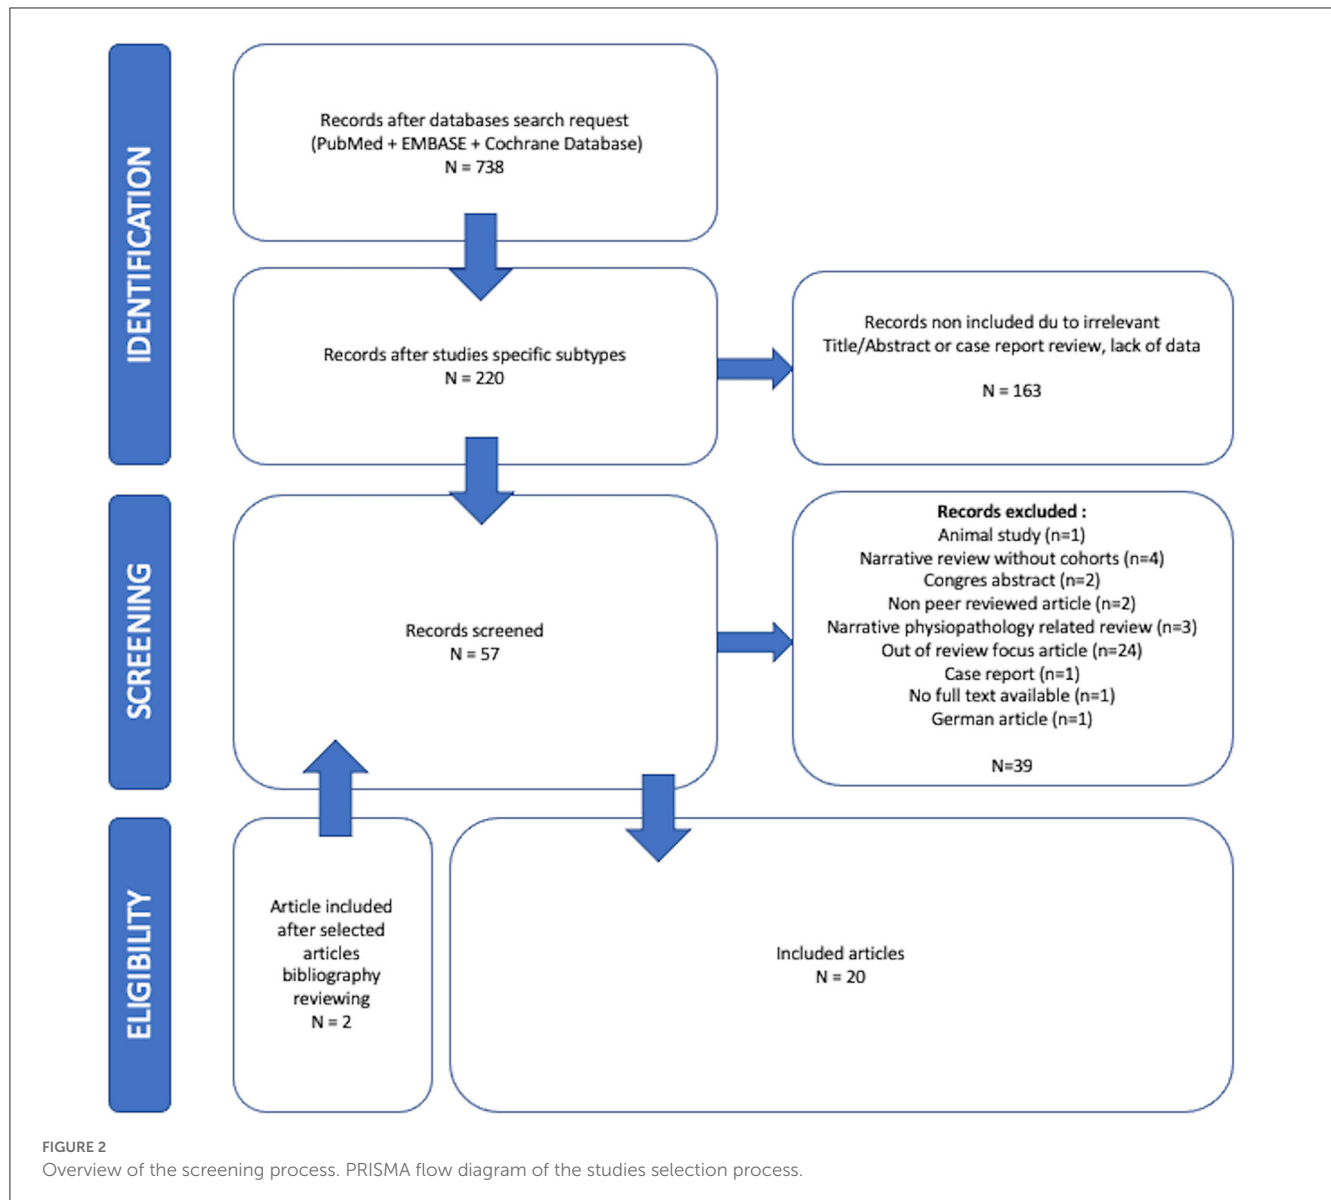 IDENTIFICATION
Records after databases search request
(PubMed + EMBASE + Cochrane Database)
N = 738
Records after studies specific subtypes
N = 220
Records non included du to irrelevant
Title/Abstract or case report review, lack of data
N = 163
SCREENING
Records screened
N = 57
Records excluded :
Animal study (n=1)
Narrative review without cohorts (n=4)
Congres abstract (n=2)
Non peer reviewed article (n=2)
Narrative physiopathology related review (n=3)
Out of review focus article (n=24)
Case report (n=1)
No full text available (n=1)
German article (n=1)
N=39
ELIGIBILITY
Article included
after selected
articles
bibliography
reviewing
N = 2
Included articles
N = 20
FIGURE 2
Overview of the screening process. PRISMA flow diagram of the studies selection process.